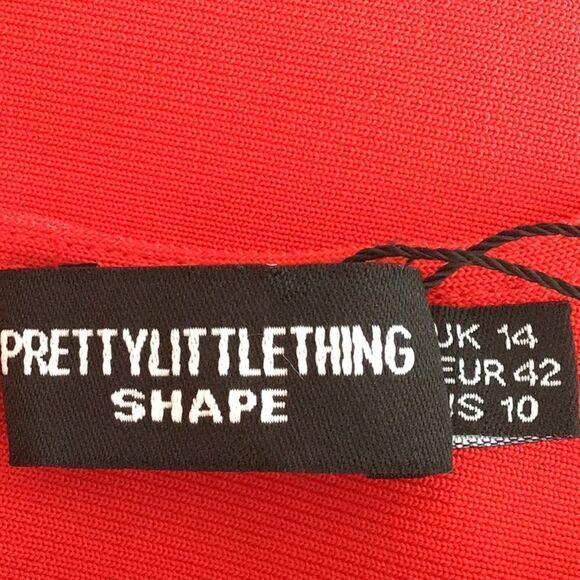 PRETTYLITTLETHING
SHAPE
UK 14
EUR 42
US 10